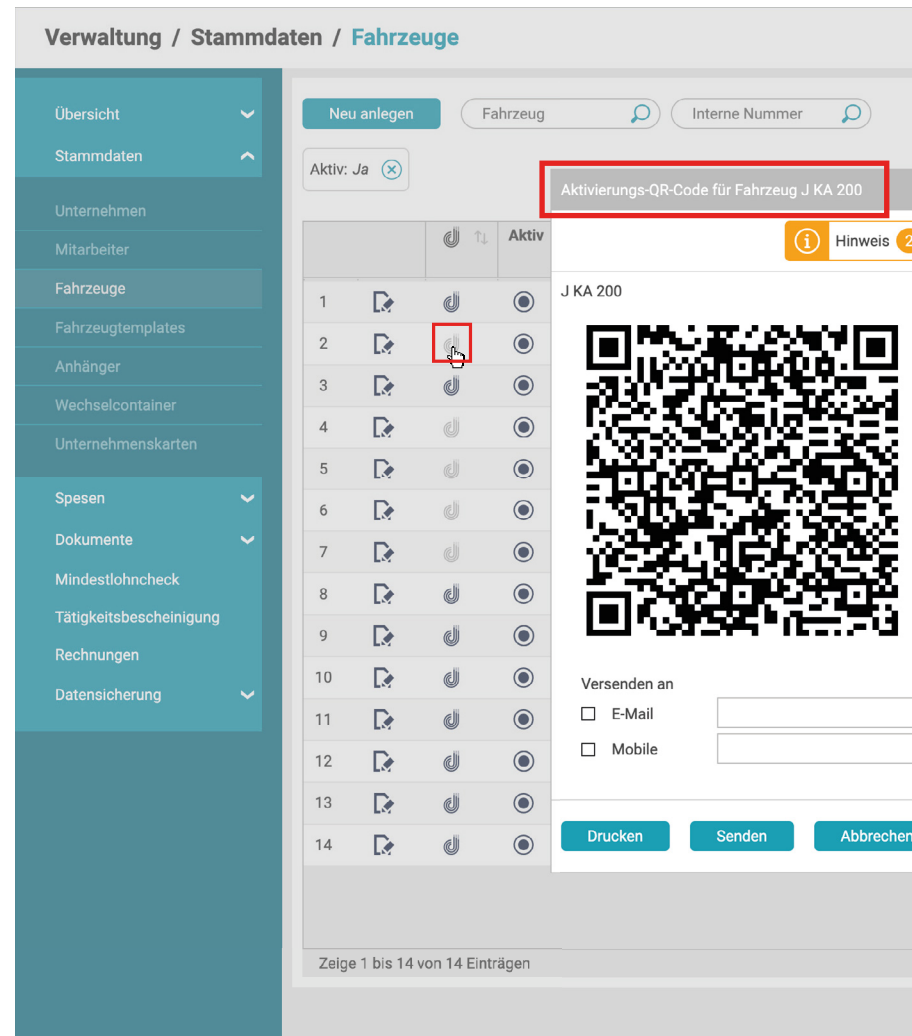 Verwaltung / Stammdaten / Fahrzeuge
Übersicht
Stammdaten
Unternehmen
Mitarbeiter
Fahrzeuge
Fahrzeugtemplates
Anhänger
Wechselcontainer
Unternehmenskarten
Spesen
Dokumente
Mindestlohncheck
Tätigkeitsbescheinigung
Rechnungen
Datensicherung
Neu anlegen
Fahrzeug
Interne Nummer
Aktiv: Ja
Aktiv
1
2
3
4
5
6
7
8
9
10
11
12
13
14
Zeige 1 bis 14 von 14 Einträgen
Aktivierungs-QR-Code für Fahrzeug J KA 200
Hinweis 2
J KA 200
Versenden an
E-Mail
Mobile
Drucken
Senden
Abbrechen